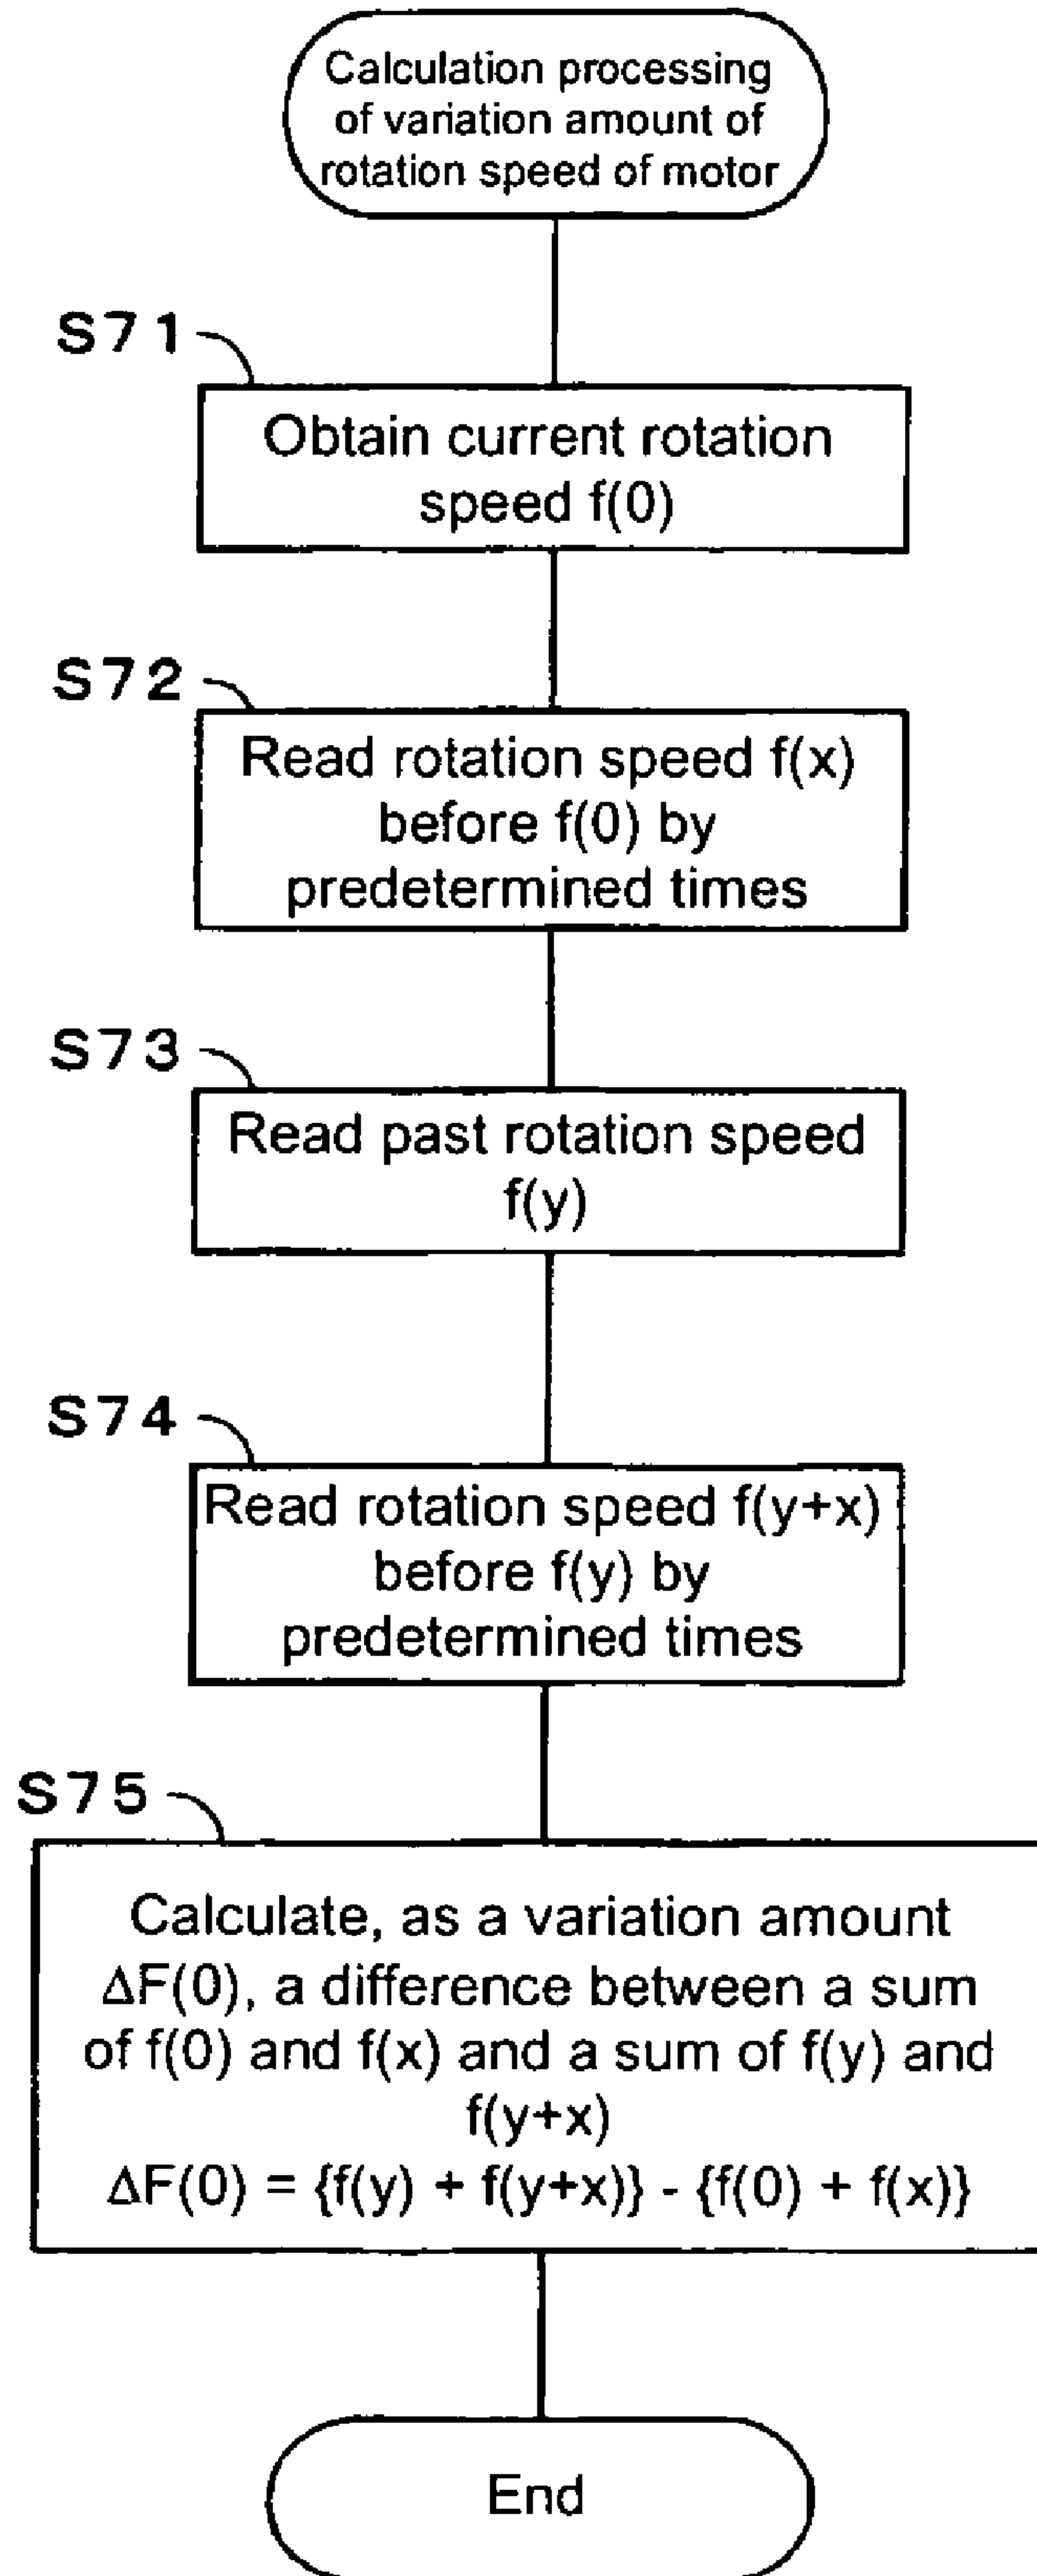 Calculation processing
of variation amount of
rotation speed of motor
S71
Obtain current rotation
speed f(0)
S72
Read rotation speed f(x)
before f(0) by
predetermined times
S73
Read past rotation speed
f(y)
S74
Read rotation speed f(y+x)
before f(y) by
predetermined times
S75
Calculate, as a variation amount
ΔF(0), a difference between a sum
of f(0) and f(x) and a sum of f(y) and
f(y+x)
ΔF(0) = {f(y) + f(y+x)} - {f(0) + f(x)}
End